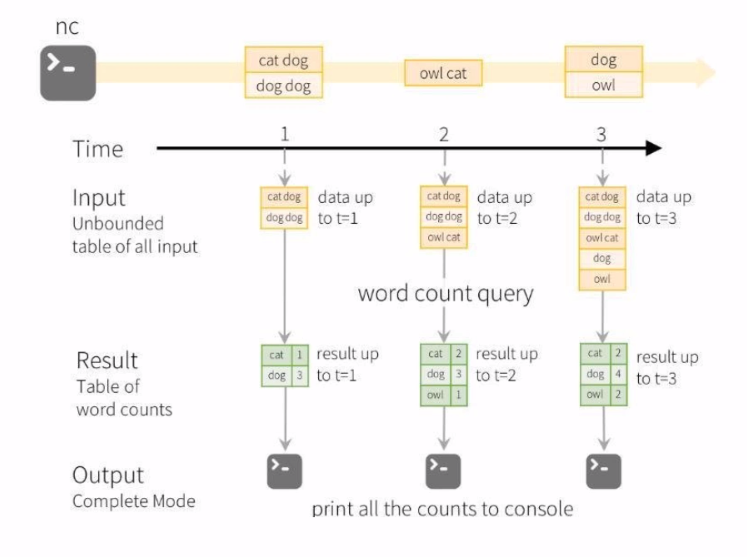 nc
cat dog
dog dog
owl cat
dog
owl
Time
1
2
3
Input
Unbounded
table of all input
cat dog
dog dog
data up
to t=1
cat dog
dog dog
owl cat
data up
to t=2
cat dog
dog dog
owl cat
dog
owl
data up
to t=3
word count query
Result
Table of
word counts
cat 1
dog 3
result up
to t=1
cat 2
dog 3
owl 1
result up
to t=2
cat 2
dog 4
owl 2
result up
to t=3
Output
Complete Mode
print all the counts to console